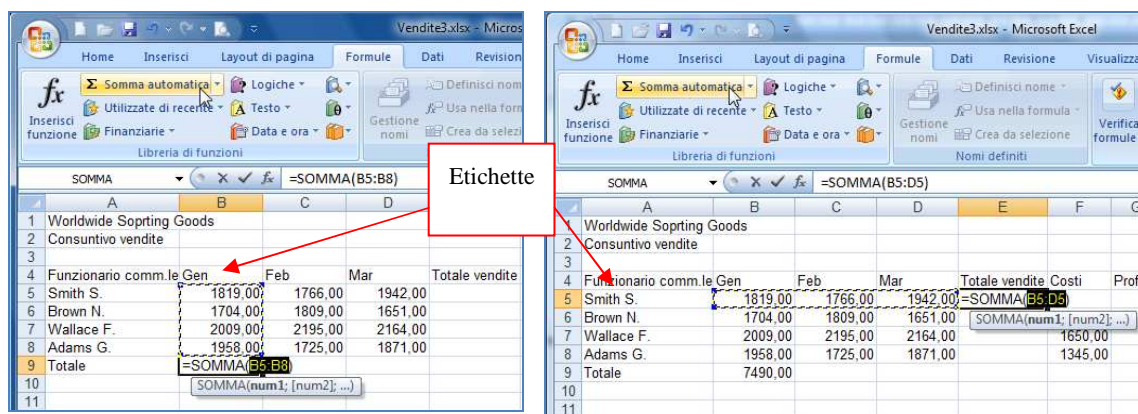 Vendite3.xlsx - Micros
Home Inserisci Layout di pagina Formule Dati Revision
fx Inserisci funzione
Σ Somma automatica
Utilizzate di recente
Finanziarie
Logiche
Testo
Data e ora
Gestione nomi
Definisci nom
Usa nella form
Crea da selezi
Libreria di funzioni
SOMMA fx =SOMMA(B5:B8)
A B C D
1 Worldwide Soprting Goods
2 Consuntivo vendite
3
4 Funzionario comm.le Gen Feb Mar Totale vendite
5 Smith S. 1819,00 1766,00 1942,00
6 Brown N. 1704,00 1809,00 1651,00
7 Wallace F. 2009,00 2195,00 2164,00
8 Adams G. 1958,00 1725,00 1871,00
9 Totale =SOMMA(B5:B8)
10 SOMMA(num1; [num2]; ...)
11
Etichette
Vendite3.xlsx - Microsoft Excel
Home Inserisci Layout di pagina Formule Dati Revisione Visualizza
fx Inserisci funzione
Σ Somma automatica
Utilizzate di recente
Finanziarie
Logiche
Testo
Data e ora
Gestione nomi
Definisci nome
Usa nella formula
Crea da selezione
Verifica formule
Libreria di funzioni Nomi definiti
SOMMA fx =SOMMA(B5:D5)
A B C D E F G
1 Worldwide Soprting Goods
2 Consuntivo vendite
3
4 Funzionario comm.le Gen Feb Mar Totale vendite Costi Prof
5 Smith S. 1819,00 1766,00 1942,00 =SOMMA(B5:D5)
6 Brown N. 1704,00 1809,00 1651,00 SOMMA(num1; [num2]; ...)
7 Wallace F. 2009,00 2195,00 2164,00 1650,00
8 Adams G. 1958,00 1725,00 1871,00 1345,00
9 Totale 7490,00
10
11